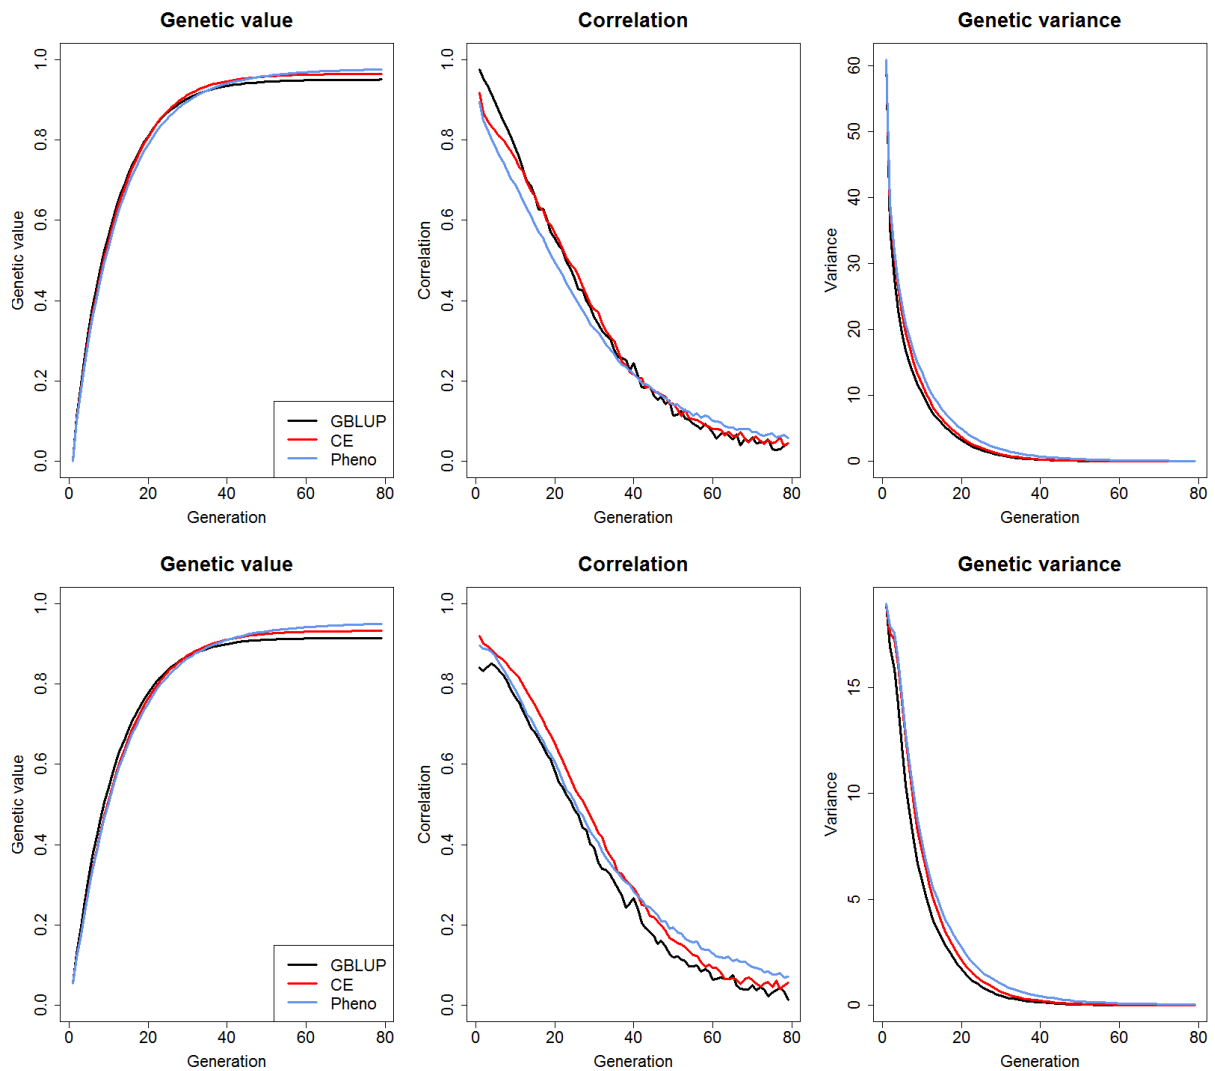 Genetic value
Genetic value
0.0 0.2 0.4 0.6 0.8 1.0
GBLUP
CE
Pheno
0 20 40 60 80
Generation
Correlation
Correlation
0.0 0.2 0.4 0.6 0.8 1.0
0 20 40 60 80
Generation
Genetic variance
Variance
0 10 20 30 40 50 60
0 20 40 60 80
Generation
Genetic value
Genetic value
0.0 0.2 0.4 0.6 0.8 1.0
GBLUP
CE
Pheno
0 20 40 60 80
Generation
Correlation
Correlation
0.0 0.2 0.4 0.6 0.8 1.0
0 20 40 60 80
Generation
Genetic variance
Variance
0 5 10 15
0 20 40 60 80
Generation